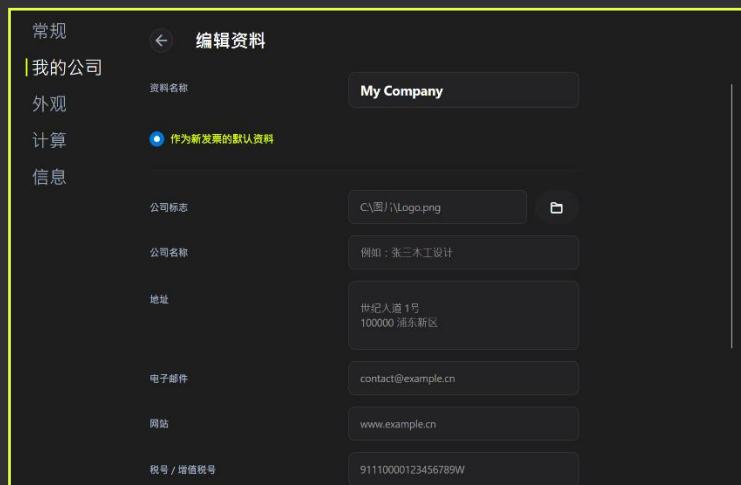 常规
我的公司
外观
计算
信息
编辑资料
资料名称
My Company
作为新发票的默认资料
公司标志
C:\图片\Logo.png
公司名称
例如：张三木工设计
地址
世纪大道 1号
100000 浦东新区
电子邮件
contact@example.cn
网站
www.example.cn
税号 / 增值税号
91110000123456789W